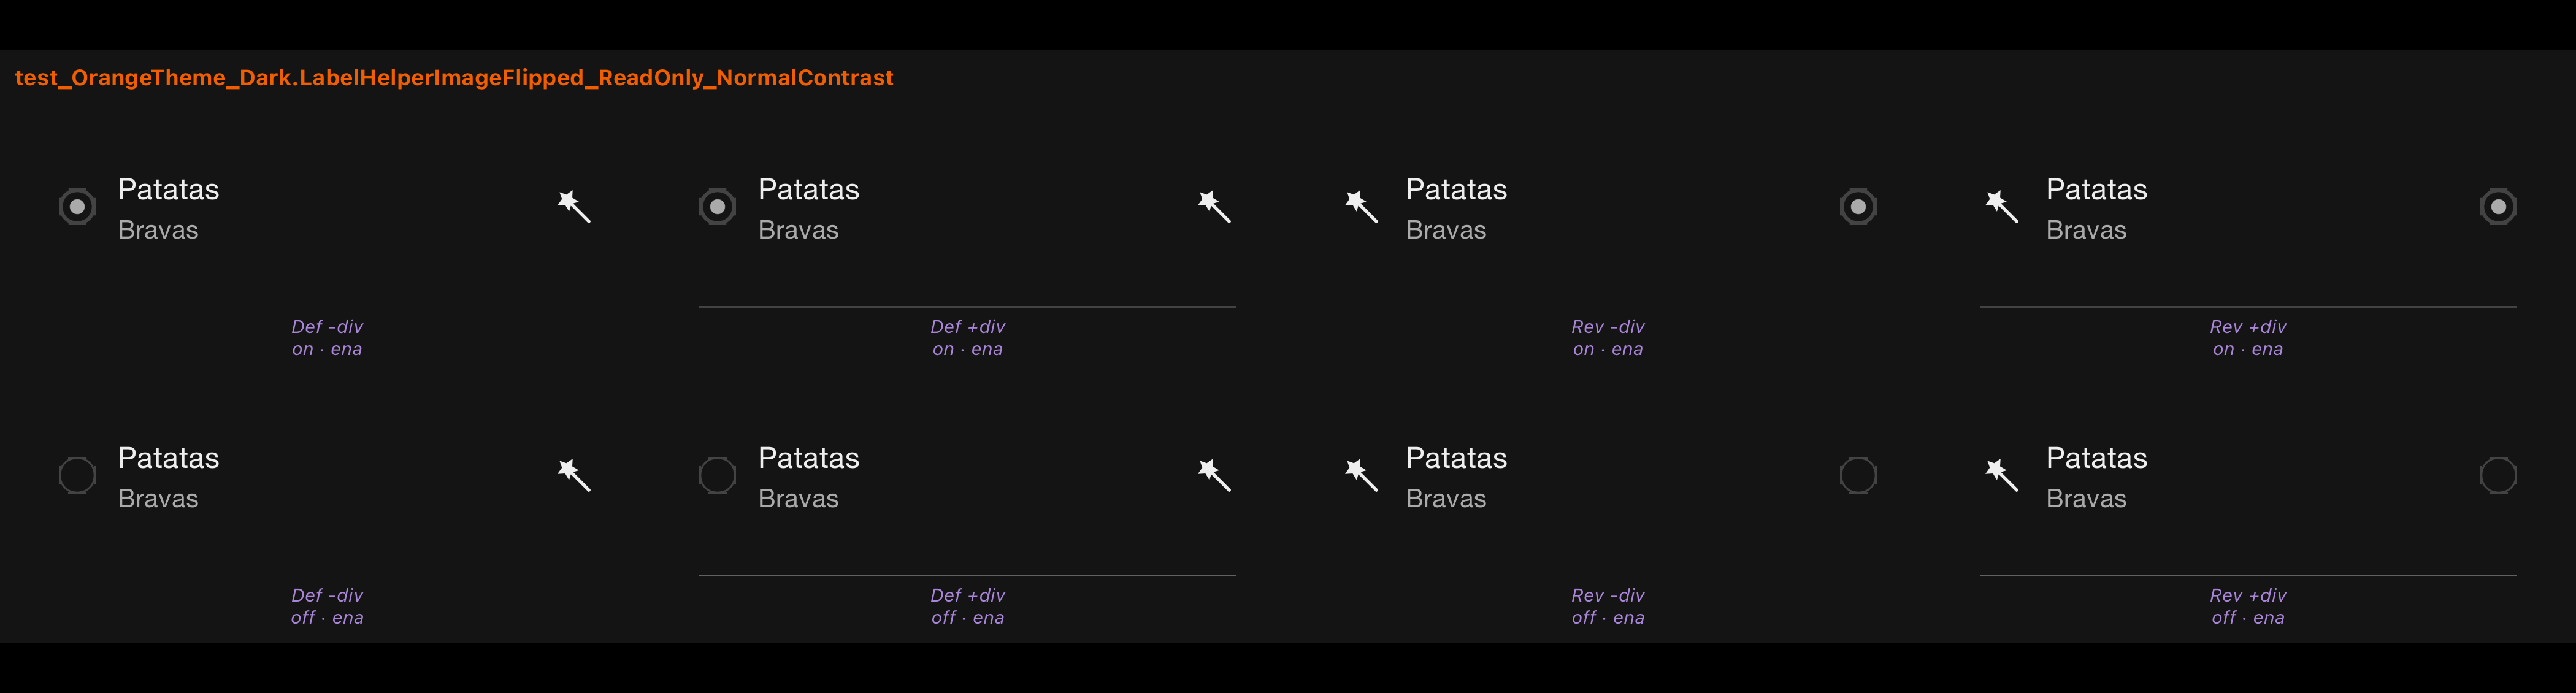 test_OrangeTheme_Dark.LabelHelperImageFlipped_ReadOnly_NormalContrast
Patatas
Bravas
Def -div
on · ena
Patatas
Bravas
Def +div
on · ena
Patatas
Bravas
Rev -div
on · ena
Patatas
Bravas
Rev +div
on · ena
Patatas
Bravas
Def -div
off · ena
Patatas
Bravas
Def +div
off · ena
Patatas
Bravas
Rev -div
off · ena
Patatas
Bravas
Rev +div
off · ena